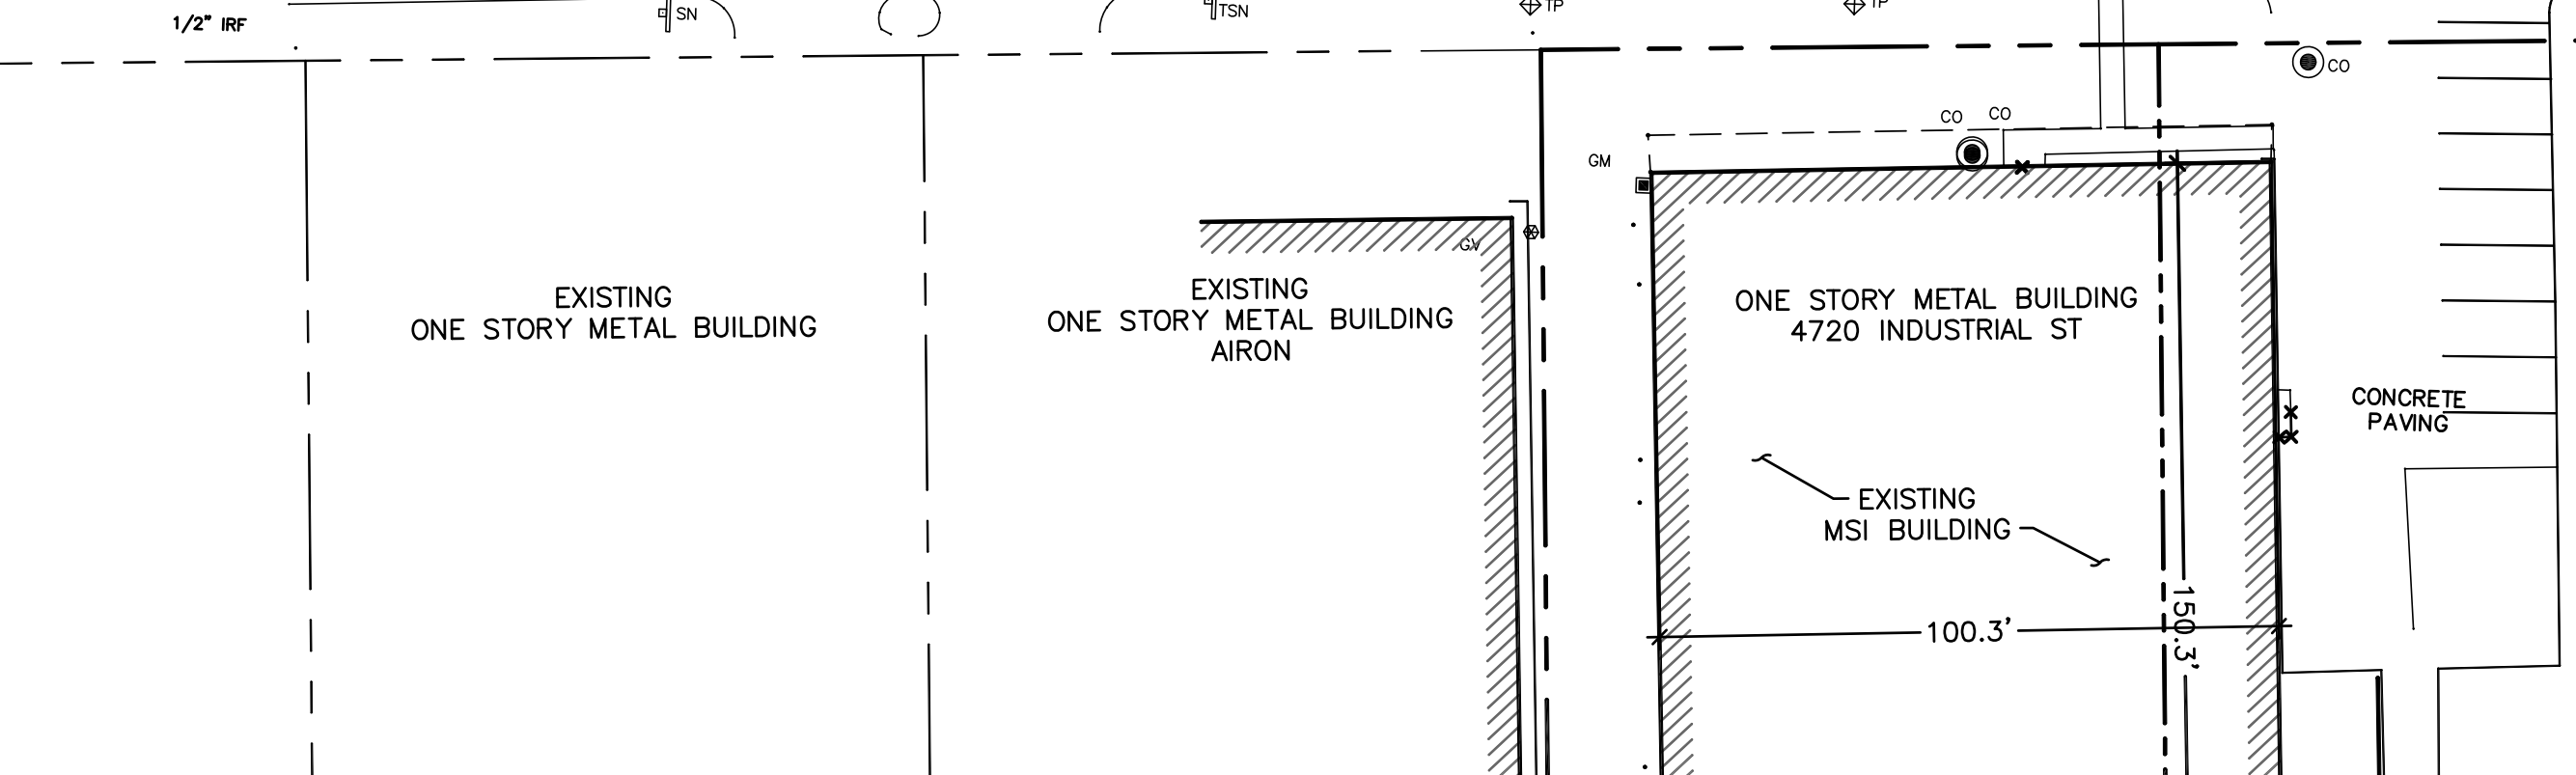 1/2" IRF
SN
TSN
TP
TP
CO
CO
CO
GM
GV
EXISTING
ONE STORY METAL BUILDING
EXISTING
ONE STORY METAL BUILDING
AIRON
ONE STORY METAL BUILDING
4720 INDUSTRIAL ST
CONCRETE
PAVING
EXISTING
MSI BUILDING
100.3'
150.3'